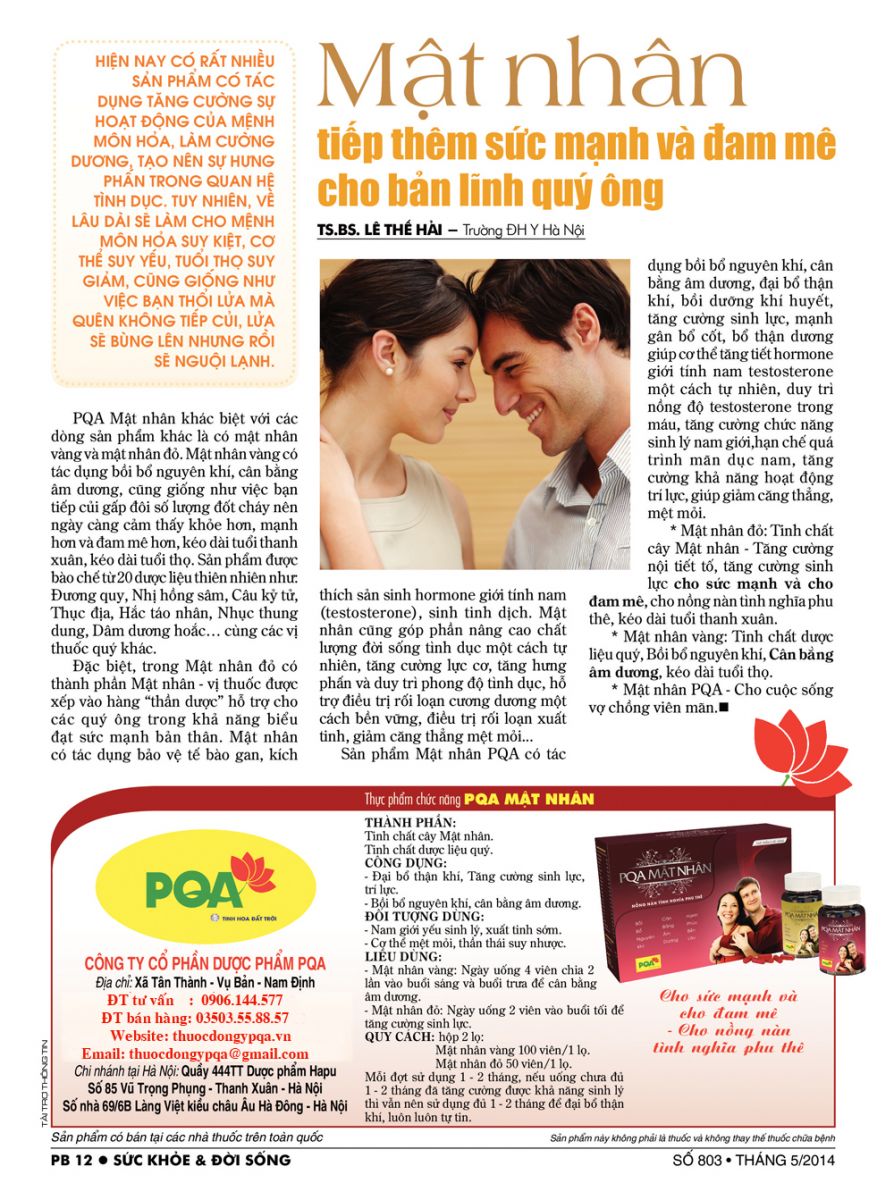 HIỆN NAY CÓ RẤT NHIỀU
SẢN PHẨM CÓ TÁC
DỤNG TĂNG CƯỜNG SỰ
HOẠT ĐỘNG CỦA MỆNH
MÔN HỎA, LÀM CƯỜNG
DƯƠNG, TẠO NÊN SỰ HƯNG
PHẤN TRONG QUAN HỆ
TÌNH DỤC. TUY NHIÊN, VỀ
LÂU DÀI SẼ LÀM CHO MỆNH
MÔN HỎA SUY KIỆT, CƠ
THỂ SUY YẾU, TUỔI THỌ SUY
GIẢM, CŨNG GIỐNG NHƯ
VIỆC BẠN THỔI LỬA MÀ
QUÊN KHÔNG TIẾP CỦI, LỬA
SẼ BÙNG LÊN NHƯNG RỒI
SẼ NGUỘI LẠNH.
Mật nhân
tiếp thêm sức mạnh và đam mê
cho bản lĩnh quý ông
TS.BS. LÊ THẾ HẢI – Trường ĐH Y Hà Nội
PQA Mật nhân khác biệt với các
dòng sản phẩm khác là có mật nhân
vàng và mật nhân đỏ. Mật nhân vàng có
tác dụng bồi bổ nguyên khí, cân bằng
âm dương, cũng giống như việc bạn
tiếp củi gấp đôi số lượng đốt cháy nên
ngày càng cảm thấy khỏe hơn, mạnh
hơn và đam mê hơn, kéo dài tuổi thanh
xuân, kéo dài tuổi thọ. Sản phẩm được
bào chế từ 20 dược liệu thiên nhiên như:
Đương quy, Nhị hồng sâm, Câu kỷ tử,
Thục địa, Hắc táo nhân, Nhục thung
dung, Dâm dương hoắc... cùng các vị
thuốc quý khác.
Đặc biệt, trong Mật nhân đỏ có
thành phần Mật nhân - vị thuốc được
xếp vào hàng “thần dược” hỗ trợ cho
các quý ông trong khả năng biểu
đạt sức mạnh bản thân. Mật nhân
có tác dụng bảo vệ tế bào gan, kích
thích sản sinh hormone giới tính nam
(testosterone), sinh tinh dịch. Mật
nhân cũng góp phần nâng cao chất
lượng đời sống tình dục một cách tự
nhiên, tăng cường lực cơ, tăng hưng
phấn và duy trì phong độ tình dục, hỗ
trợ điều trị rối loạn cương dương một
cách bền vững, điều trị rối loạn xuất
tinh, giảm căng thẳng mệt mỏi...
Sản phẩm Mật nhân PQA có tác
dụng bồi bổ nguyên khí, cân
bằng âm dương, đại bổ thận
khí, bồi dưỡng khí huyết,
tăng cường sinh lực, mạnh
gân bổ cốt, bổ thận dương
giúp cơ thể tăng tiết hormone
giới tính nam testosterone
một cách tự nhiên, duy trì
nồng độ testosterone trong
máu, tăng cường chức năng
sinh lý nam giới,hạn chế quá
trình mãn dục nam, tăng
cường khả năng hoạt động
trí lực, giúp giảm căng thẳng,
mệt mỏi.
* Mật nhân đỏ: Tinh chất
cây Mật nhân - Tăng cường
nội tiết tố, tăng cường sinh
lực cho sức mạnh và cho
đam mê, cho nồng nàn tình nghĩa phu
thê, kéo dài tuổi thanh xuân.
* Mật nhân vàng: Tinh chất dược
liệu quý, Bồi bổ nguyên khí, Cân bằng
âm dương, kéo dài tuổi thọ.
* Mật nhân PQA - Cho cuộc sống
vợ chồng viên mãn.■
Thực phẩm chức năng PQA MẬT NHÂN
PQA
TINH HOA ĐẤT TRỜI
CÔNG TY CỔ PHẦN DƯỢC PHẨM PQA
Địa chỉ: Xã Tân Thành - Vụ Bản - Nam Định
ĐT tư vấn : 0906.144.577
ĐT bán hàng: 03503.55.88.57
Website: thuocdongypqa.vn
Email: thuocdongypqa@gmail.com
Chi nhánh tại Hà Nội: Quầy 444TT Dược phẩm Hapu
Số 85 Vũ Trọng Phụng - Thanh Xuân - Hà Nội
Số nhà 69/6B Làng Việt kiều châu Âu Hà Đông - Hà Nội
TÀI TRỢ THÔNG TIN
THÀNH PHẦN:
Tinh chất cây Mật nhân.
Tinh chất dược liệu quý.
CÔNG DỤNG:
- Đại bổ thận khí, Tăng cường sinh lực,
trí lực.
- Bồi bổ nguyên khí, cân bằng âm dương.
ĐỐI TƯỢNG DÙNG:
- Nam giới yếu sinh lý, xuất tinh sớm.
- Cơ thể mệt mỏi, thần thái suy nhược.
LIỀU DÙNG:
- Mật nhân vàng: Ngày uống 4 viên chia 2
lần vào buổi sáng và buổi trưa để cân bằng
âm dương.
- Mật nhân đỏ: Ngày uống 2 viên vào buổi tối để
tăng cường sinh lực.
QUY CÁCH: hộp 2 lọ:
Mật nhân vàng 100 viên/1 lọ.
Mật nhân đỏ 50 viên/1 lọ.
Mỗi đợt sử dụng 1 - 2 tháng, nếu uống chưa đủ
1 - 2 tháng đã tăng cường được khả năng sinh lý
thì vẫn nên sử dụng đủ 1 - 2 tháng để đại bổ thận
khí, luôn luôn tự tin.
PQA MẬT NHÂN
NỒNG NÀN TÌNH NGHĨA PHU THÊ
PQA
PQA MẬT NHÂN
PQA MẬT NHÂN
Cho sức mạnh và
cho đam mê
- Cho nồng nàn
tình nghĩa phu thê
Sản phẩm có bán tại các nhà thuốc trên toàn quốc
Sản phẩm này không phải là thuốc và không thay thế thuốc chữa bệnh
PB 12 ● SỨC KHỎE & ĐỜI SỐNG
SỐ 803 • THÁNG 5/2014